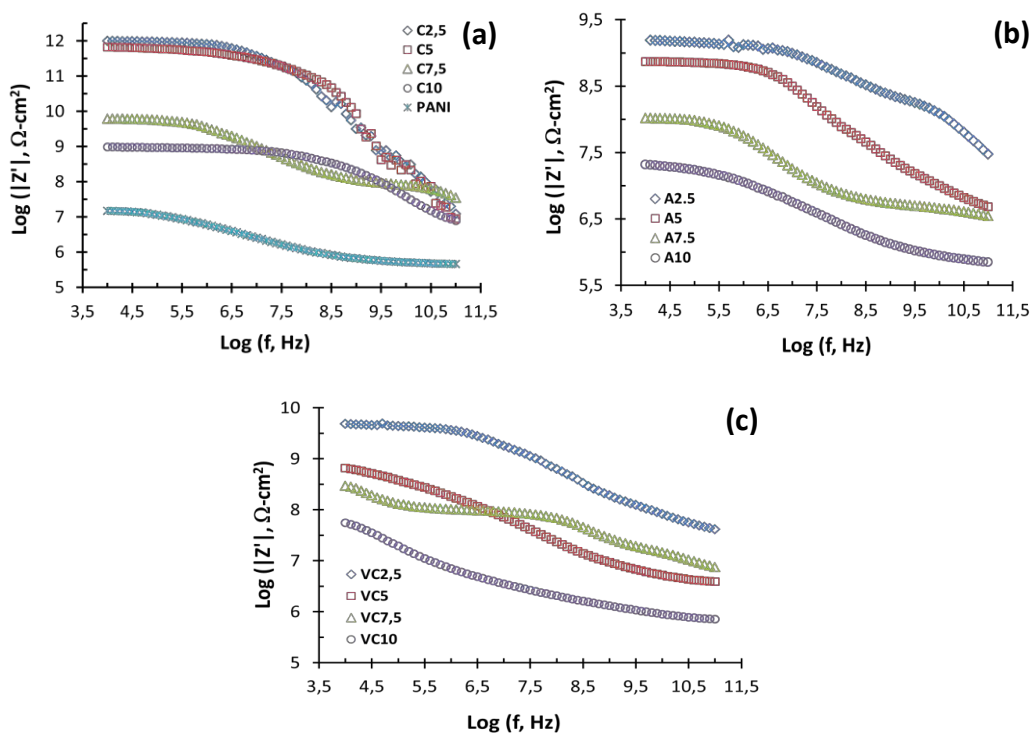 (a)
Log (|Z'|, Ω-cm²)
12
11
10
9
8
7
6
5
3,5 4,5 5,5 6,5 7,5 8,5 9,5 10,5 11,5
Log (f, Hz)
C2,5
C5
C7,5
C10
PANI
(b)
Log (|Z'|, Ω-cm²)
9,5
8,5
7,5
6,5
5,5
3,5 4,5 5,5 6,5 7,5 8,5 9,5 10,5 11,5
Log (f, Hz)
A2.5
A5
A7.5
A10
(c)
Log (|Z'|, Ω-cm²)
10
9
8
7
6
5
3,5 4,5 5,5 6,5 7,5 8,5 9,5 10,5 11,5
Log (f, Hz)
VC2,5
VC5
VC7,5
VC10